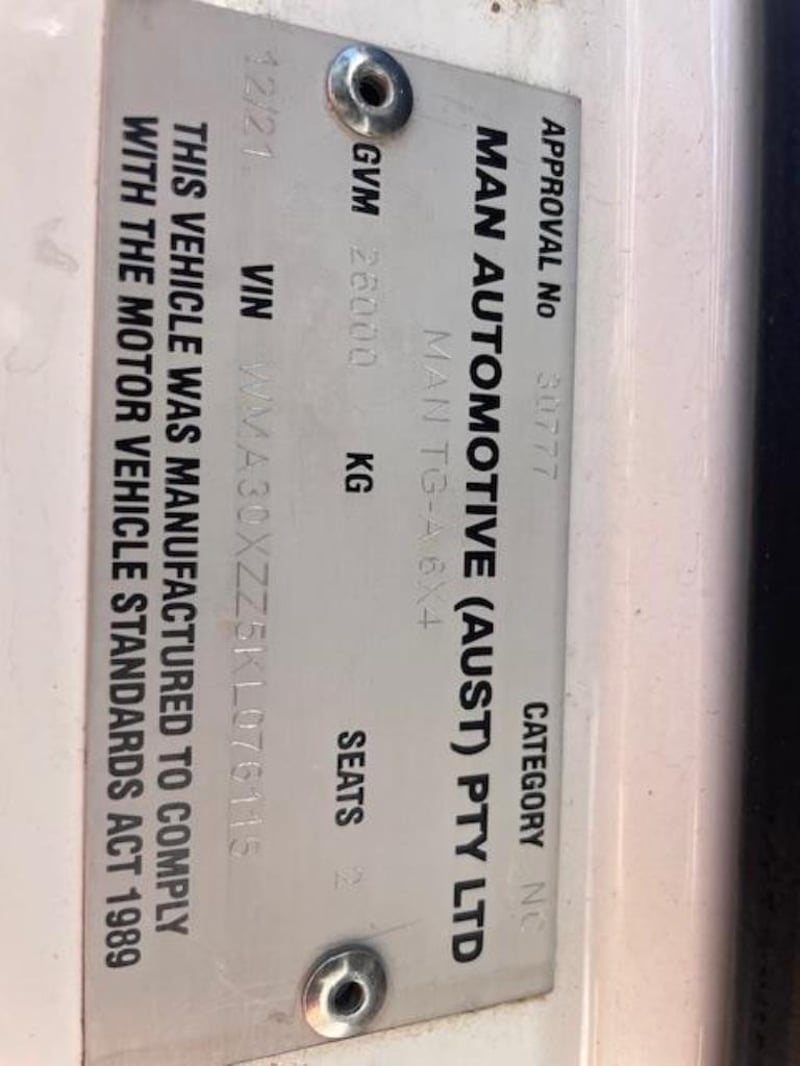 APPROVAL No 30777 CATEGORY NC
MAN AUTOMOTIVE (AUST) PTY LTD
MAN TG-A 6X4
GVM 26000 KG SEATS 2
12/21 VIN WMA30XZZ5KL076115
THIS VEHICLE WAS MANUFACTURED TO COMPLY
WITH THE MOTOR VEHICLE STANDARDS ACT 1989